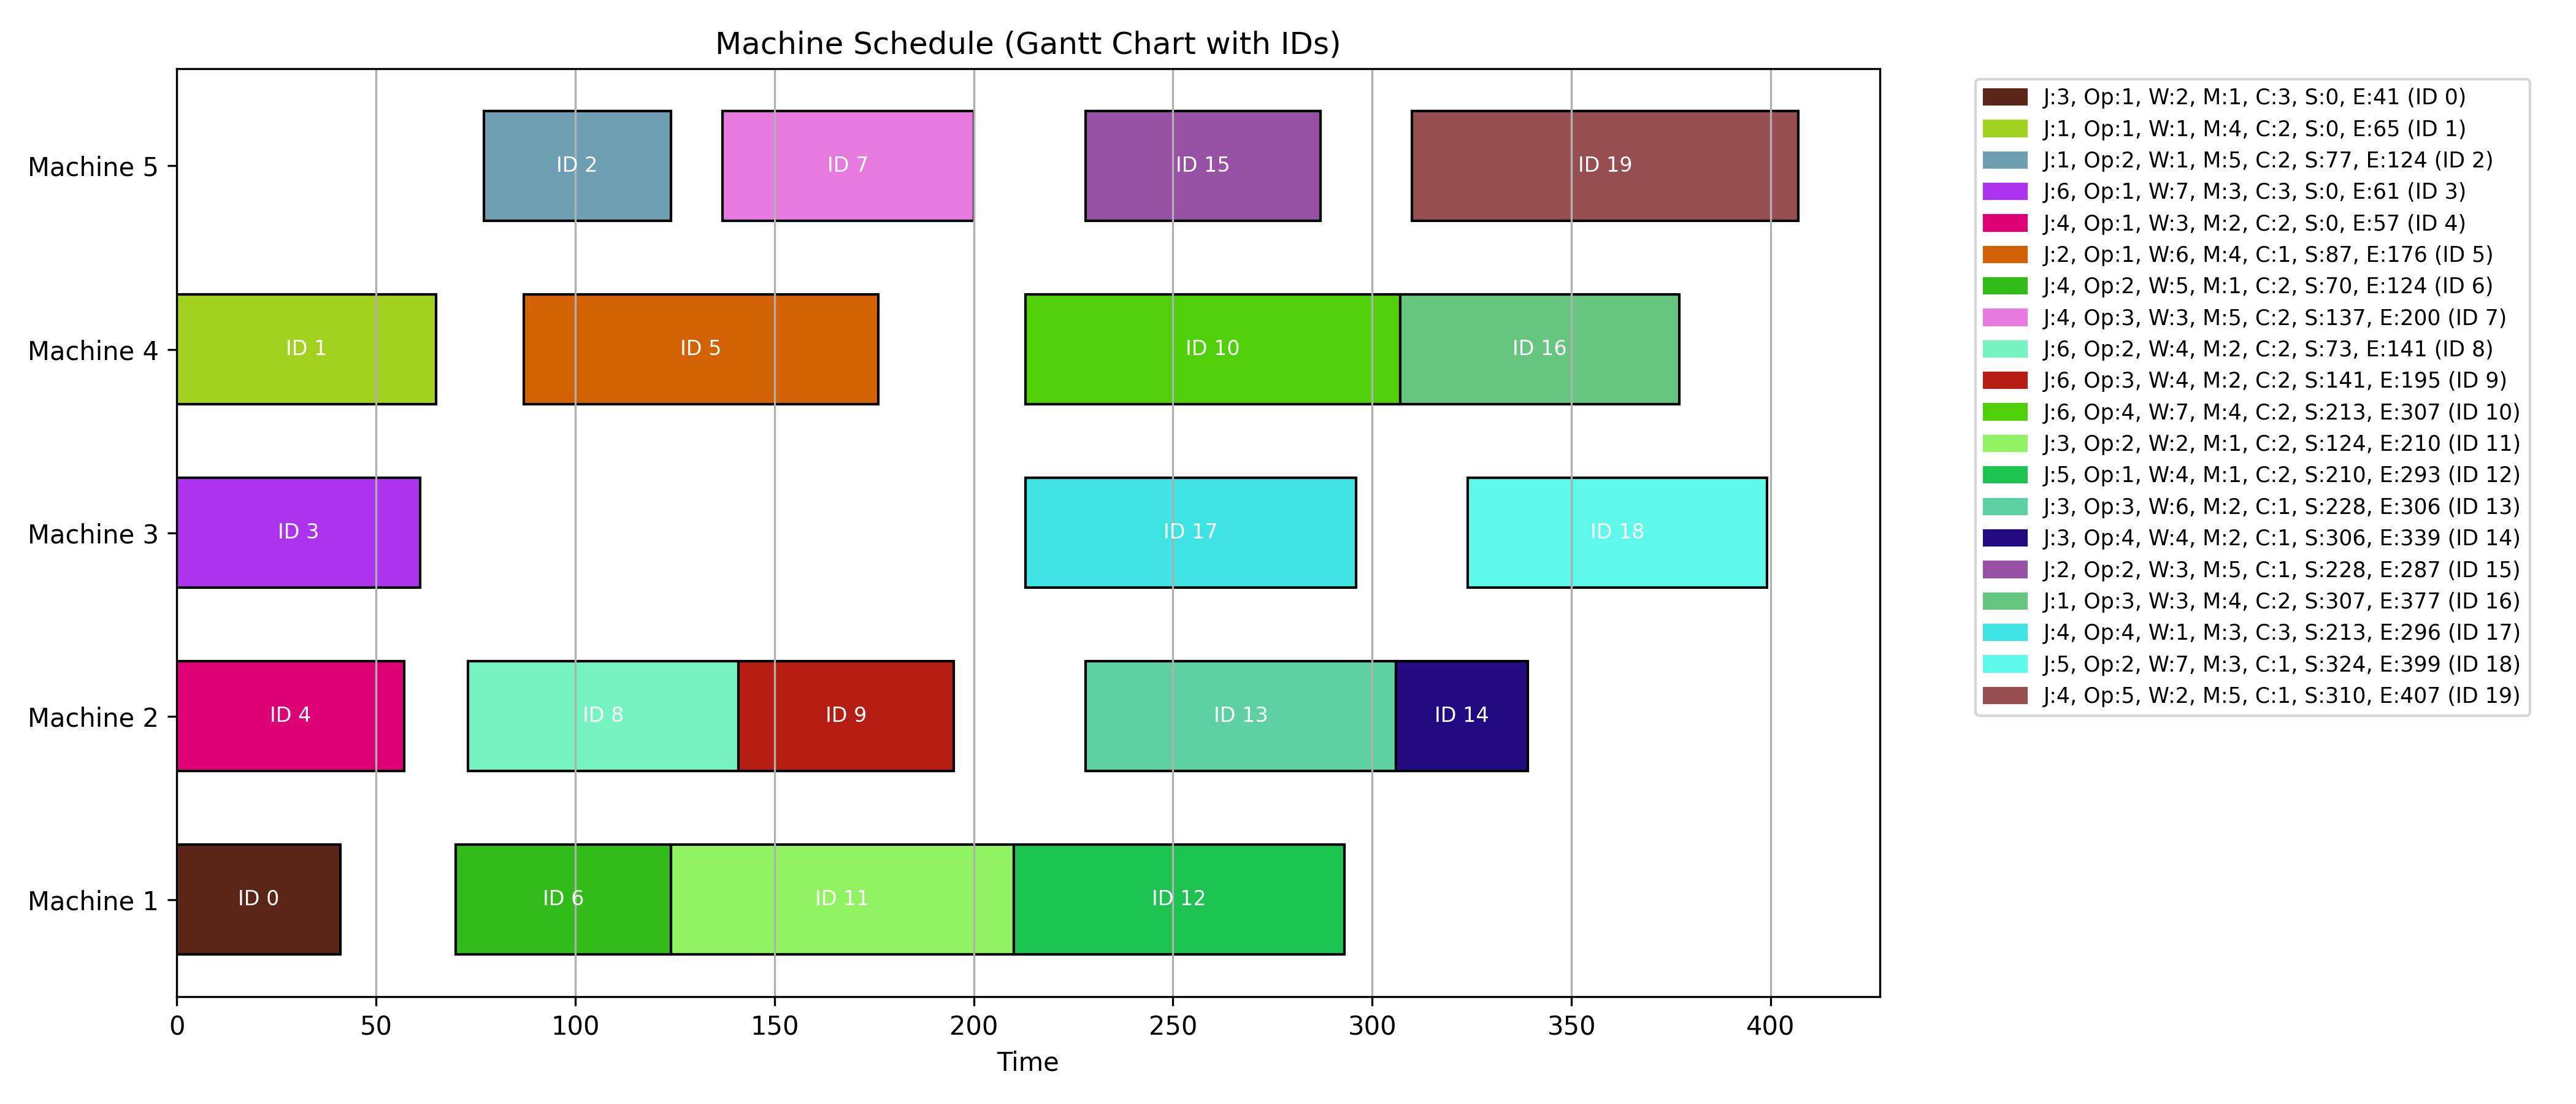 Machine Schedule (Gantt Chart with IDs)
Machine 5
ID 2
ID 7
ID 15
ID 19
Machine 4
ID 1
ID 5
ID 10
ID 16
Machine 3
ID 3
ID 17
ID 18
Machine 2
ID 4
ID 8
ID 9
ID 13
ID 14
Machine 1
ID 0
ID 6
ID 11
ID 12
0 50 100 150 200 250 300 350 400
Time
J:3, Op:1, W:2, M:1, C:3, S:0, E:41 (ID 0)
J:1, Op:1, W:1, M:4, C:2, S:0, E:65 (ID 1)
J:1, Op:2, W:1, M:5, C:2, S:77, E:124 (ID 2)
J:6, Op:1, W:7, M:3, C:3, S:0, E:61 (ID 3)
J:4, Op:1, W:3, M:2, C:2, S:0, E:57 (ID 4)
J:2, Op:1, W:6, M:4, C:1, S:87, E:176 (ID 5)
J:4, Op:2, W:5, M:1, C:2, S:70, E:124 (ID 6)
J:4, Op:3, W:3, M:5, C:2, S:137, E:200 (ID 7)
J:6, Op:2, W:4, M:2, C:2, S:73, E:141 (ID 8)
J:6, Op:3, W:4, M:2, C:2, S:141, E:195 (ID 9)
J:6, Op:4, W:7, M:4, C:2, S:213, E:307 (ID 10)
J:3, Op:2, W:2, M:1, C:2, S:124, E:210 (ID 11)
J:5, Op:1, W:4, M:1, C:2, S:210, E:293 (ID 12)
J:3, Op:3, W:6, M:2, C:1, S:228, E:306 (ID 13)
J:3, Op:4, W:4, M:2, C:1, S:306, E:339 (ID 14)
J:2, Op:2, W:3, M:5, C:1, S:228, E:287 (ID 15)
J:1, Op:3, W:3, M:4, C:2, S:307, E:377 (ID 16)
J:4, Op:4, W:1, M:3, C:3, S:213, E:296 (ID 17)
J:5, Op:2, W:7, M:3, C:1, S:324, E:399 (ID 18)
J:4, Op:5, W:2, M:5, C:1, S:310, E:407 (ID 19)